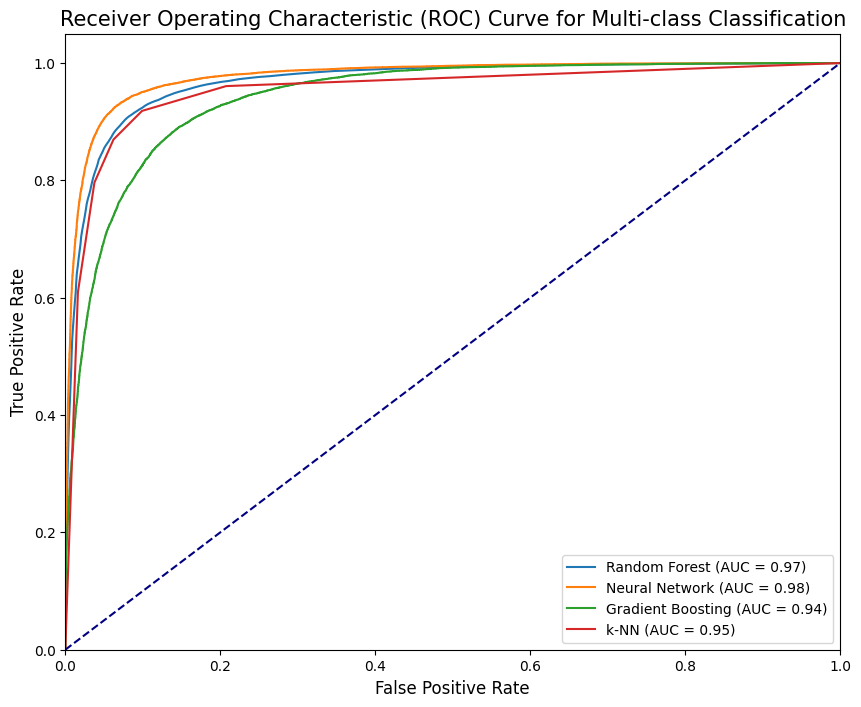 Receiver Operating Characteristic (ROC) Curve for Multi-class Classification
1.0
0.8
0.6
0.4
0.2
0.0
True Positive Rate
0.0 0.2 0.4 0.6 0.8 1.0
False Positive Rate
Random Forest (AUC = 0.97)
Neural Network (AUC = 0.98)
Gradient Boosting (AUC = 0.94)
k-NN (AUC = 0.95)